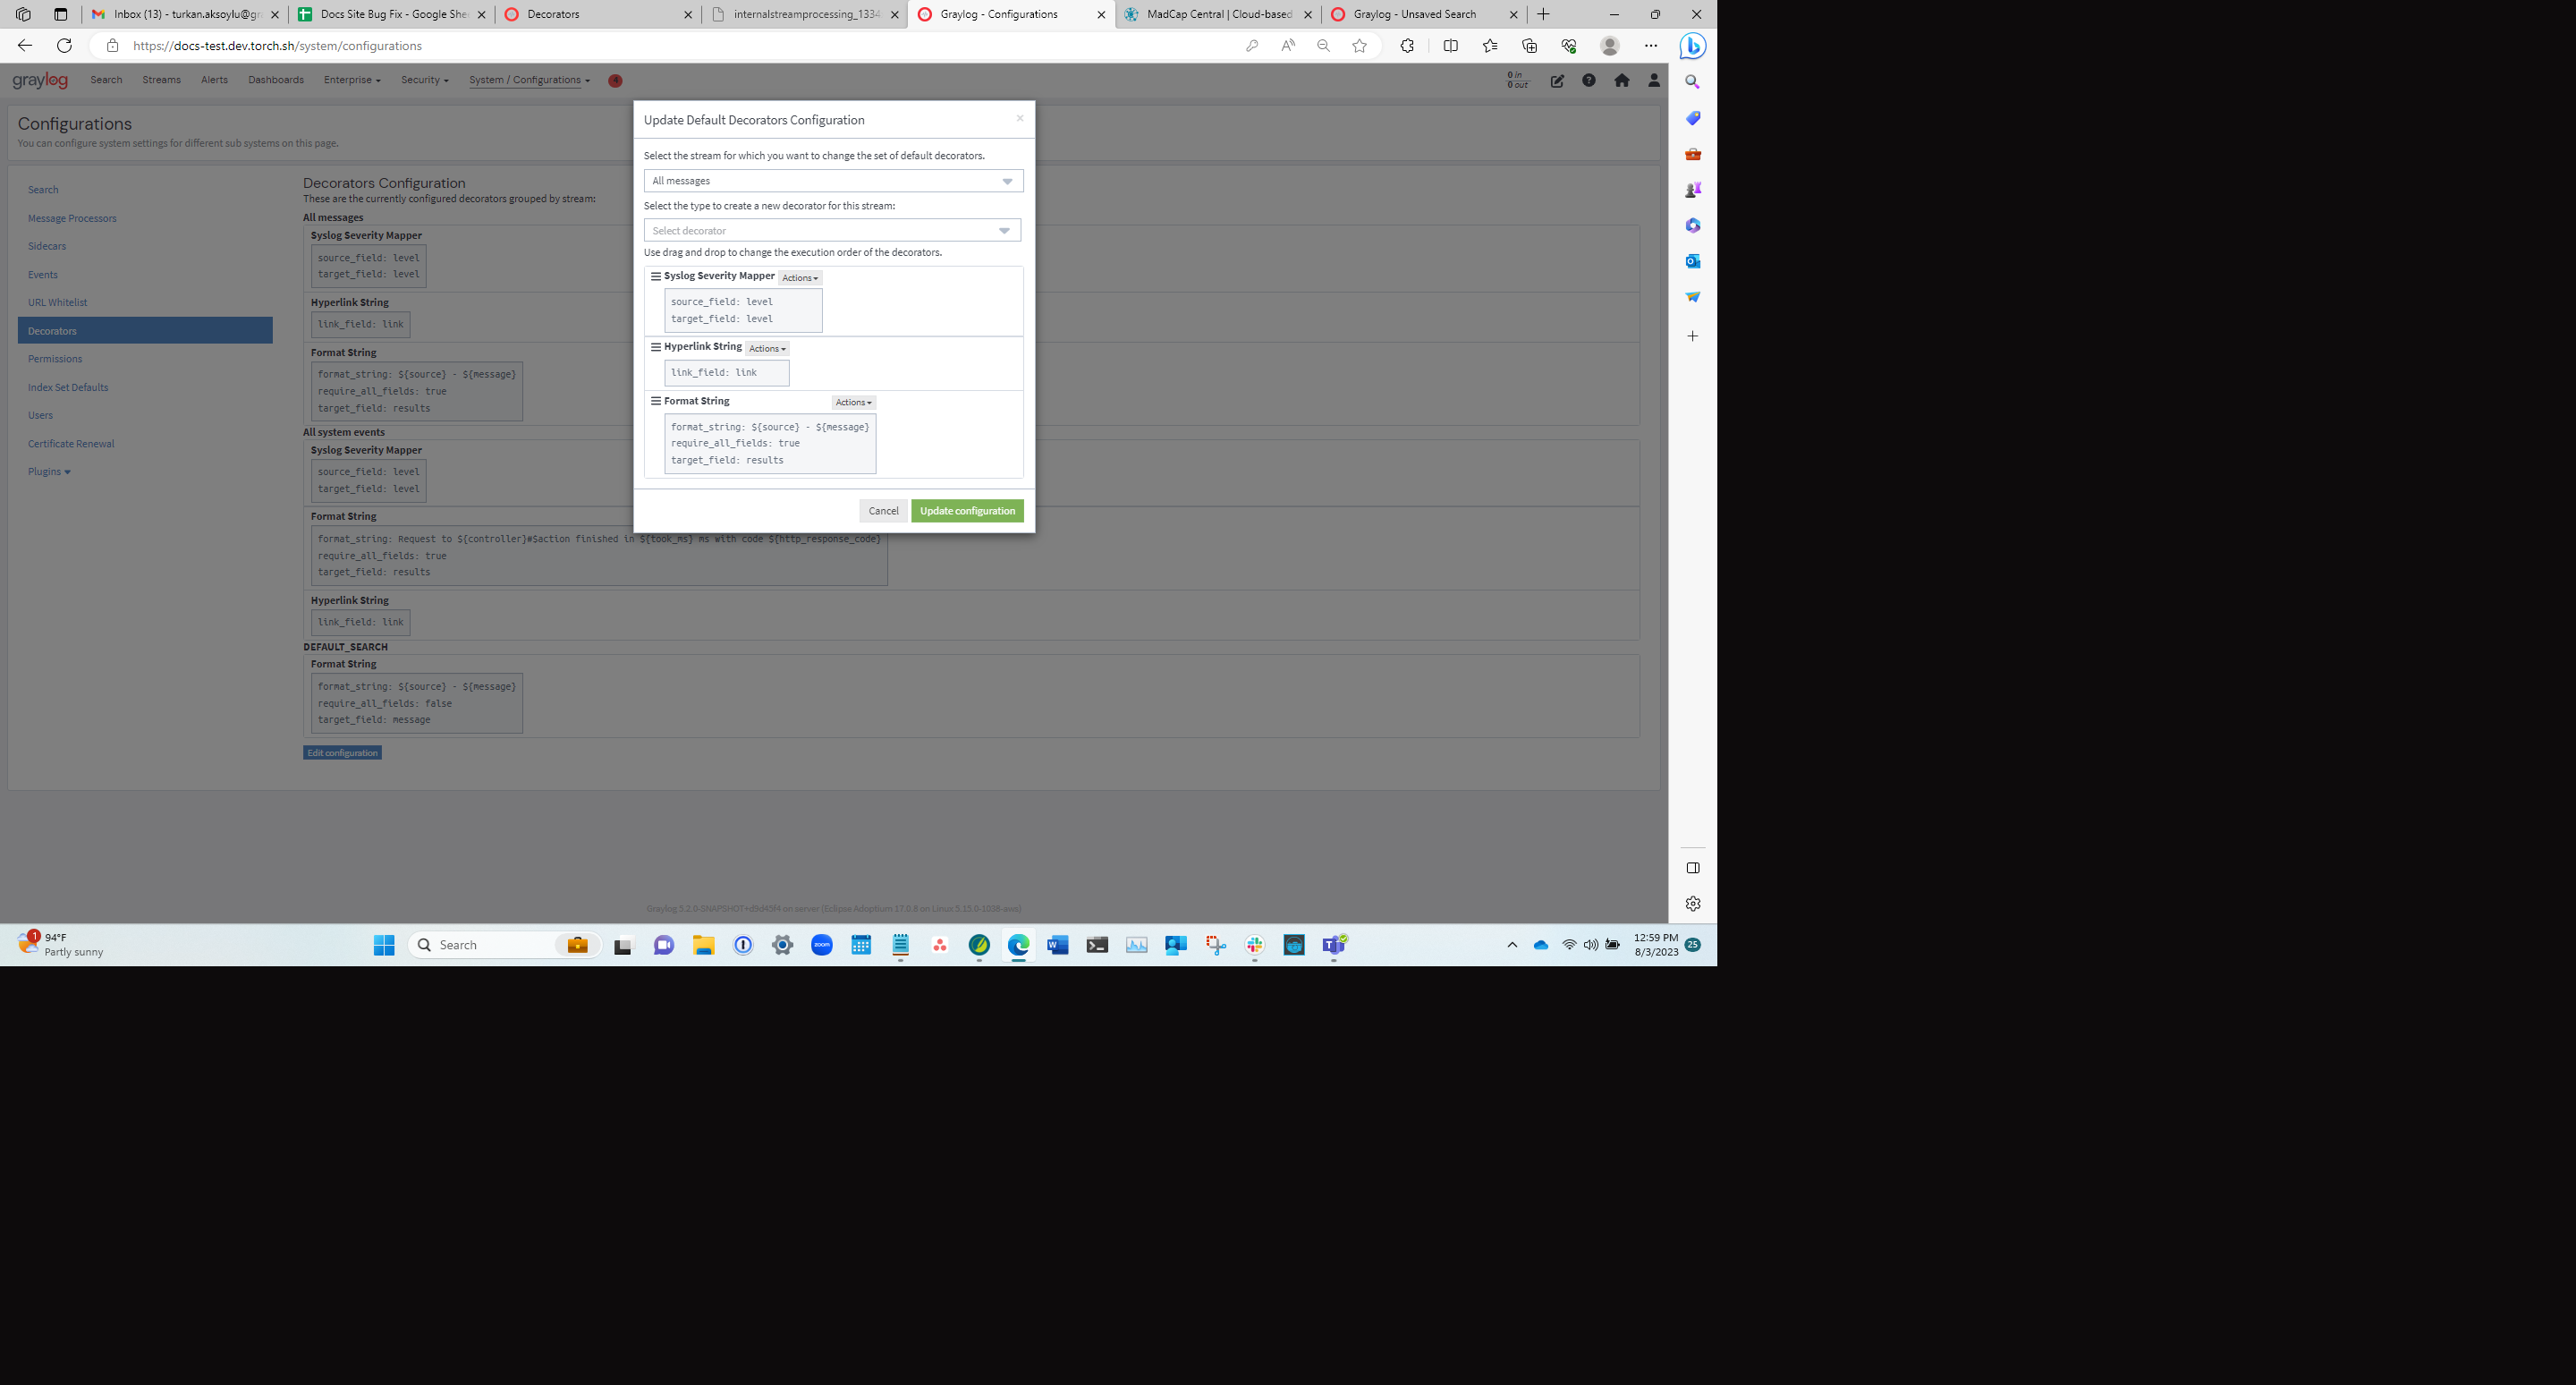 Inbox (13) - turkan.aksoylu@gr
Docs Site Bug Fix - Google She
Decorators
internalstreamprocessing_1334
Graylog - Configurations
MadCap Central | Cloud-based
Graylog - Unsaved Search
https://docs-test.dev.torch.sh/system/configurations
graylog
Search
Streams
Alerts
Dashboards
Enterprise
Security
System / Configurations
0 in
0 out
Configurations
You can configure system settings for different sub systems on this page.
Search
Message Processors
Sidecars
Events
URL Whitelist
Decorators
Permissions
Index Set Defaults
Users
Certificate Renewal
Plugins
Decorators Configuration
These are the currently configured decorators grouped by stream:
All messages
Syslog Severity Mapper
source_field: level
target_field: level
Hyperlink String
link_field: link
Format String
format_string: ${source} - ${message}
require_all_fields: true
target_field: results
All system events
Syslog Severity Mapper
source_field: level
target_field: level
Format String
format_string: Request to ${controller}#$action finished in ${took_ms} ms with code ${http_response_code}
require_all_fields: true
target_field: results
Hyperlink String
link_field: link
DEFAULT_SEARCH
Format String
format_string: ${source} - ${message}
require_all_fields: false
target_field: message
Edit configuration
Update Default Decorators Configuration
Select the stream for which you want to change the set of default decorators.
All messages
Select the type to create a new decorator for this stream:
Select decorator
Use drag and drop to change the execution order of the decorators.
Syslog Severity Mapper Actions
source_field: level
target_field: level
Hyperlink String Actions
link_field: link
Format String Actions
format_string: ${source} - ${message}
require_all_fields: true
target_field: results
Cancel
Update configuration
1
94°F
Partly sunny
Search
zoom
12:59 PM
8/3/2023
25